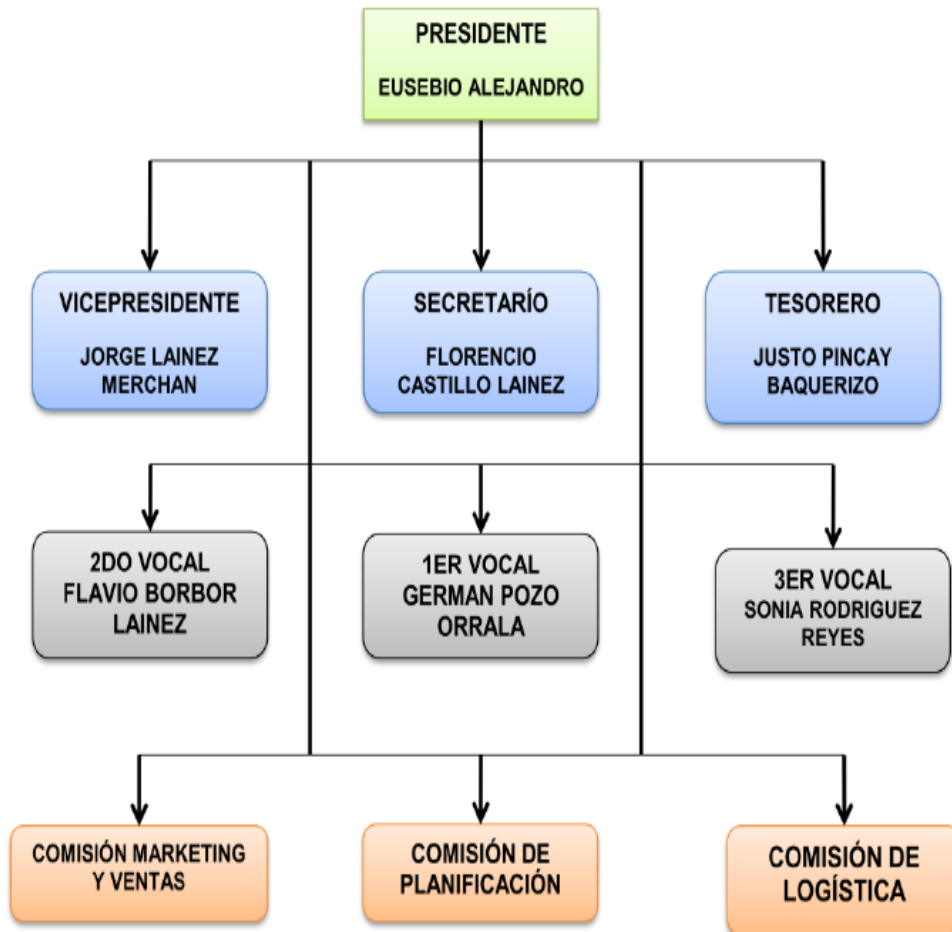 PRESIDENTE
EUSEBIO ALEJANDRO
VICEPRESIDENTE
JORGE LAINEZ
MERCHAN
SECRETARÍO
FLORENCIO
CASTILLO LAINEZ
TESORERO
JUSTO PINCAY
BAQUERIZO
2DO VOCAL
FLAVIO BORBOR
LAINEZ
1ER VOCAL
GERMAN POZO
ORRALA
3ER VOCAL
SONIA RODRIGUEZ
REYES
COMISIÓN MARKETING
Y VENTAS
COMISIÓN DE
PLANIFICACIÓN
COMISIÓN DE
LOGÍSTICA